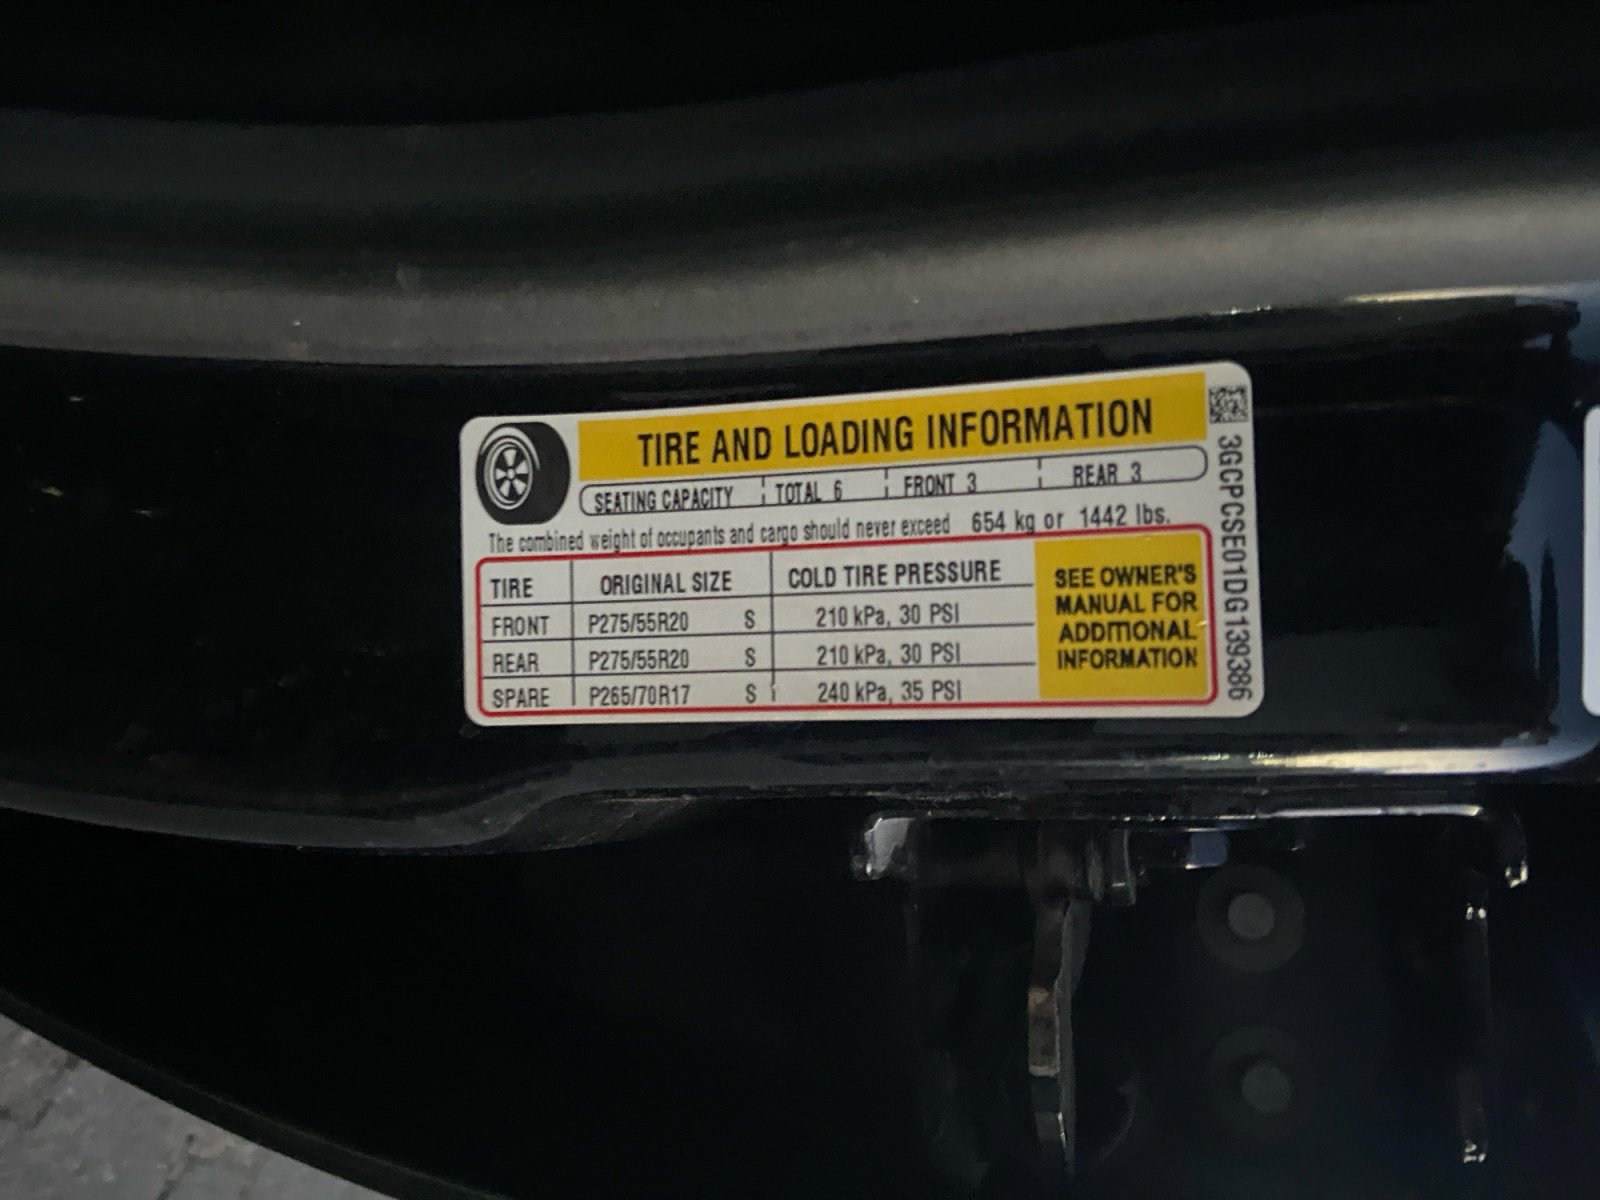 TIRE AND LOADING INFORMATION
SEATING CAPACITY TOTAL 6 FRONT 3 REAR 3
The combined weight of occupants and cargo should never exceed 654 kg or 1442 lbs.
TIRE ORIGINAL SIZE COLD TIRE PRESSURE
FRONT P275/55R20 S 210 kPa, 30 PSI
REAR P275/55R20 S 210 kPa, 30 PSI
SPARE P265/70R17 S 240 kPa, 35 PSI
SEE OWNER'S
MANUAL FOR
ADDITIONAL
INFORMATION
3GCPCSE01DG139386